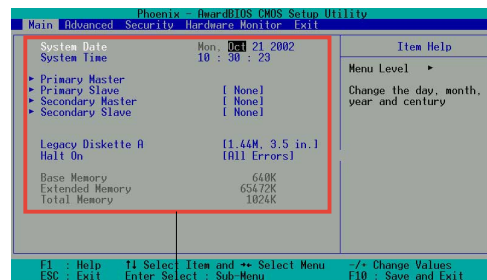 Phoenix - AwardBIOS CMOS Setup Utility
Main Advanced Security Hardware Monitor Exit
System Date Mon, Oct 21 2002
System Time 10 : 30 : 23
Primary Master
Primary Slave [ None]
Secondary Master [ None]
Secondary Slave [ None]
Legacy Diskette A [1.44M, 3.5 in.]
Halt On [All Errors]
Base Memory 640K
Extended Memory 65472K
Total Memory 1024K
Item Help
Menu Level
Change the day, month,
year and century
F1 : Help ↑↓ Select Item and ←→ Select Menu -/+ Change Values
ESC : Exit Enter Select : Sub-Menu F10 : Save and Exit